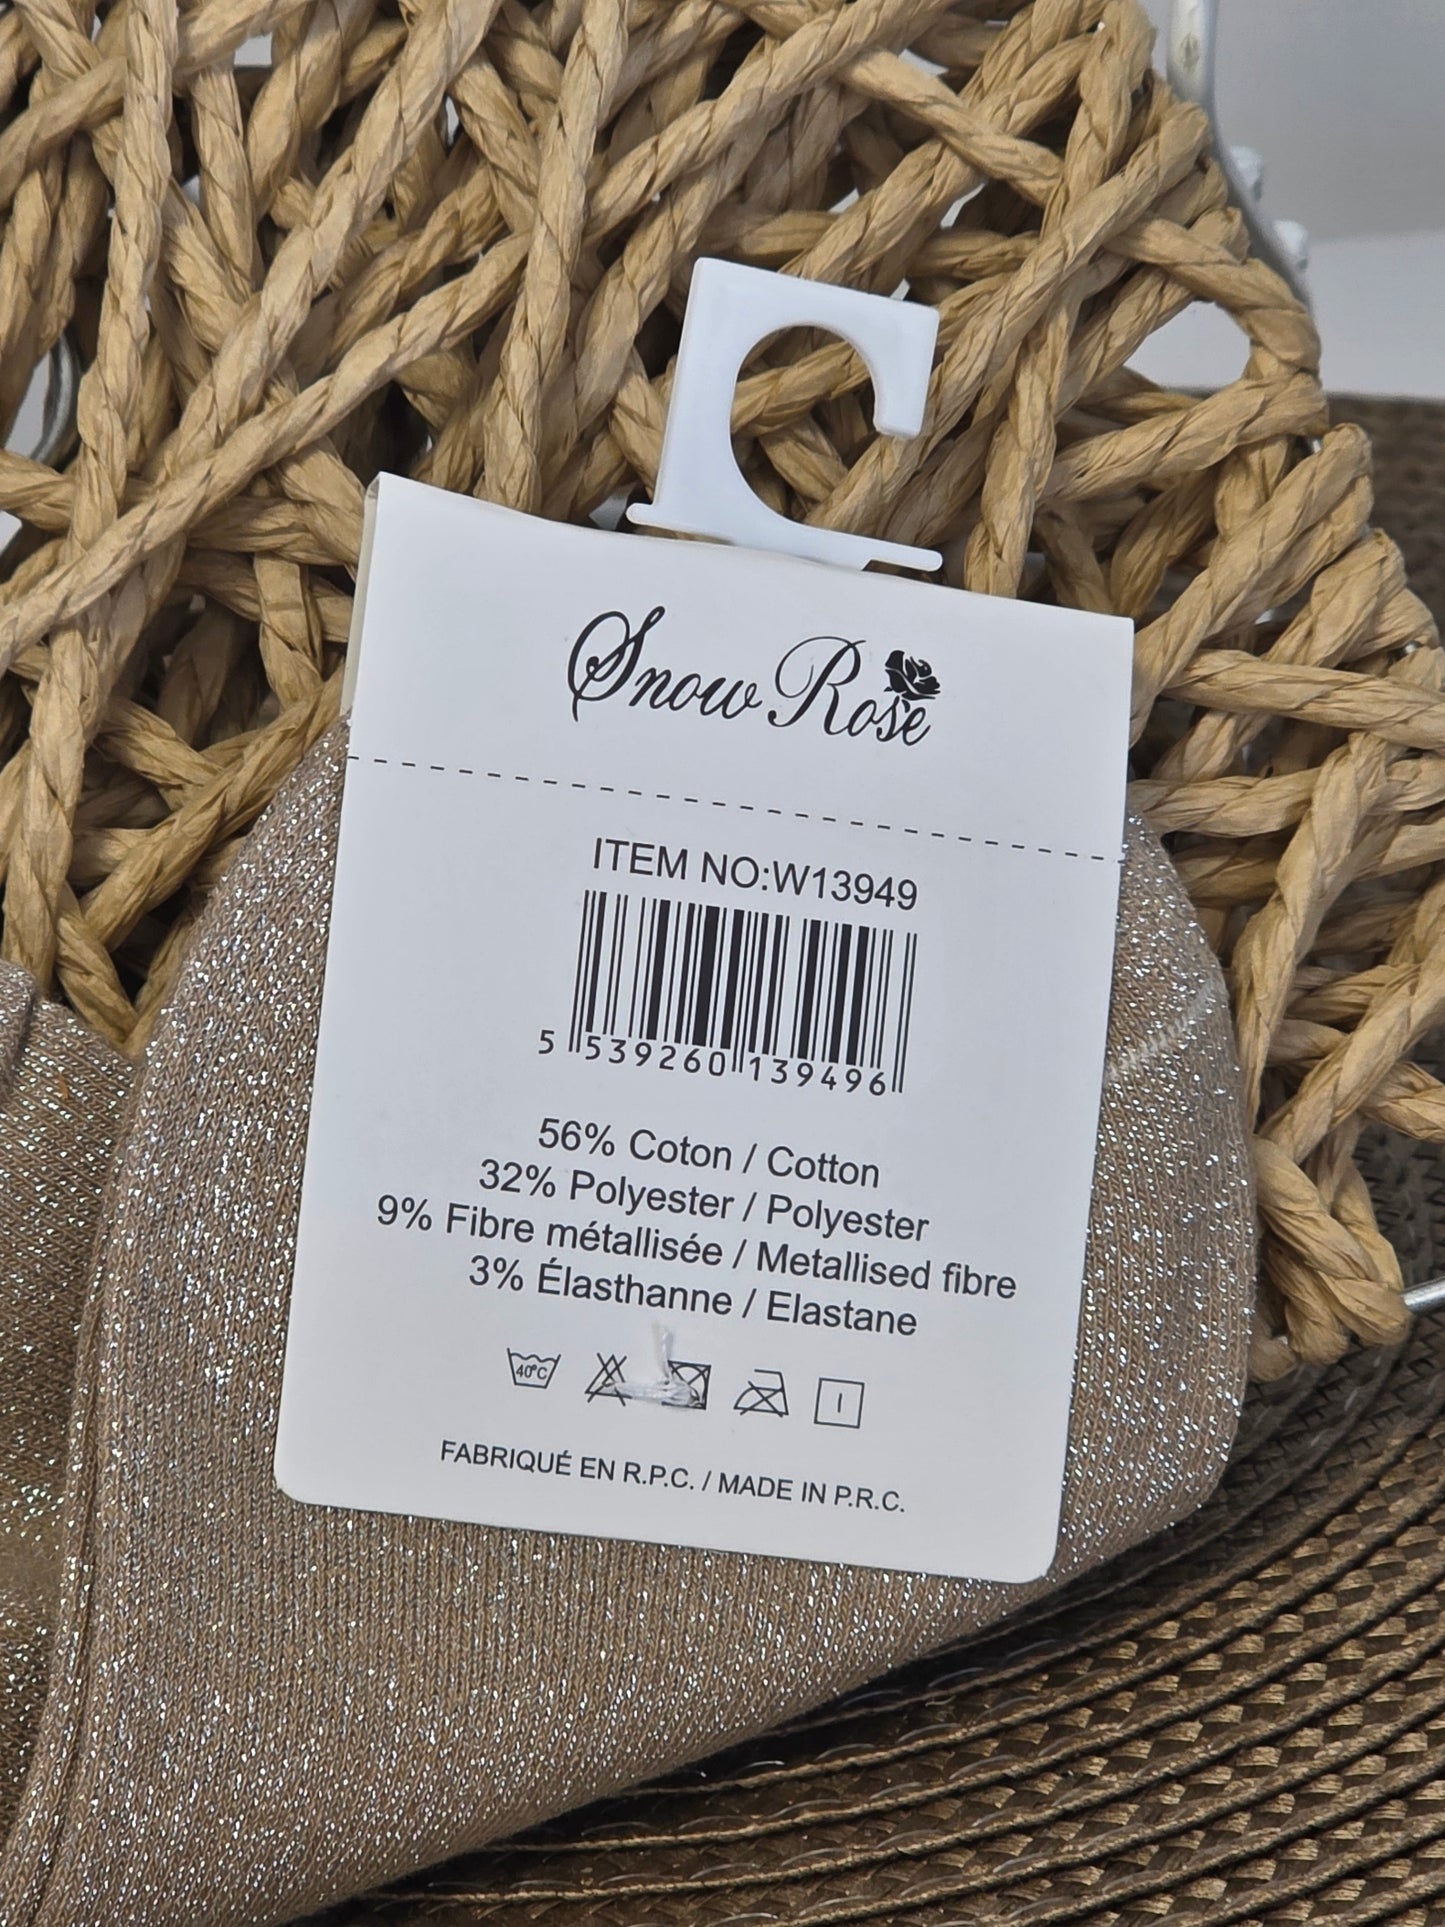 Snow Rose
ITEM NO:W13949
5 539260 139496
56% Coton / Cotton
32% Polyester / Polyester
9% Fibre métallisée / Metallised fibre
3% Élasthanne / Elastane
40°C
FABRIQUÉ EN R.P.C. / MADE IN P.R.C.